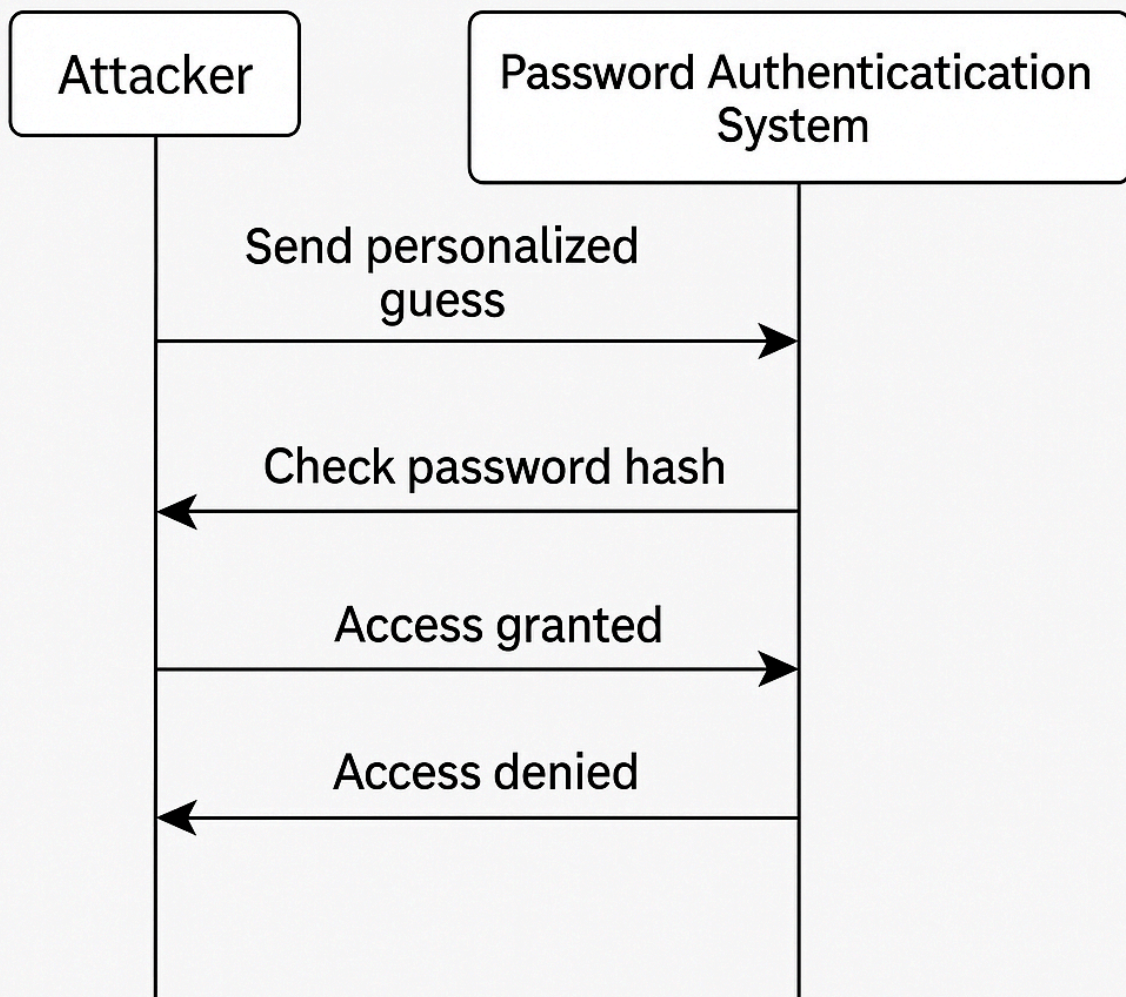 Attacker
Password Authenticatication
System
Send personalized
guess
Check password hash
Access granted
Access denied